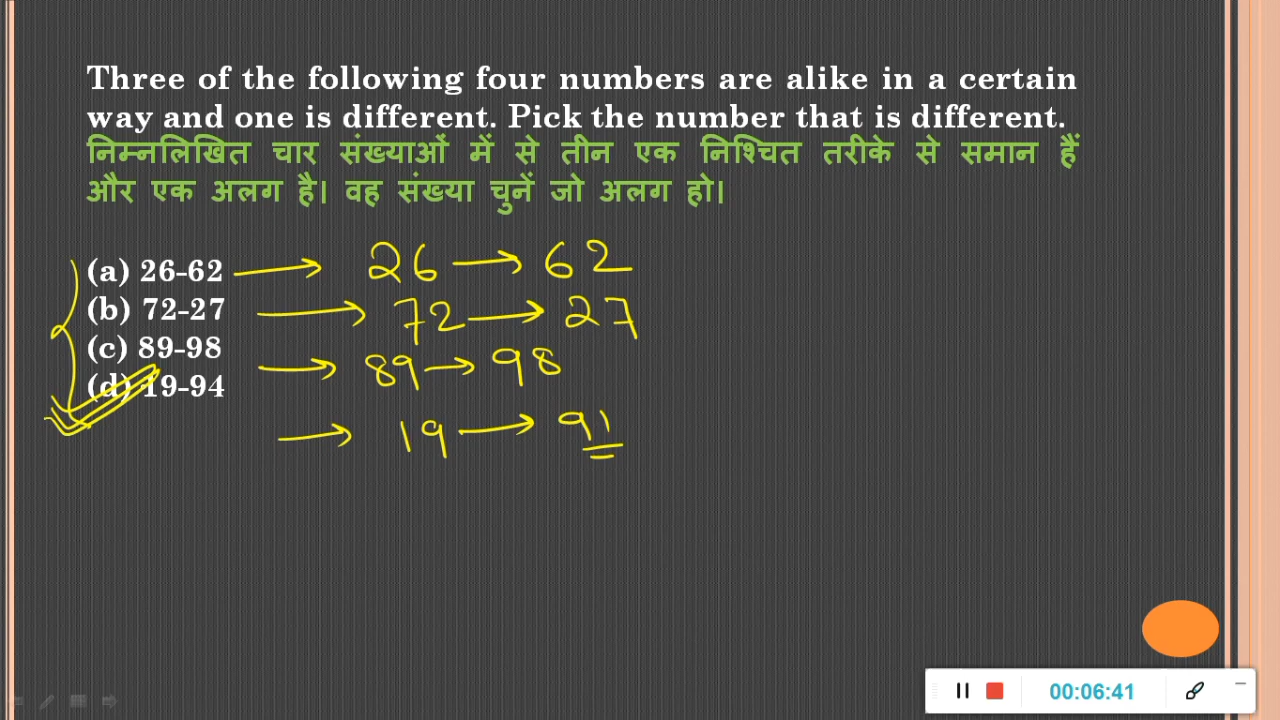 Three of the following four numbers are alike in a certain
way and one is different. Pick the number that is different.
निम्नलिखित चार संख्याओं में से तीन एक निश्चित तरीके से समान हैं
और एक अलग है। वह संख्या चुनें जो अलग हो।
(a) 26-62 → 26 → 62
(b) 72-27 → 72 → 27
(c) 89-98 → 89 → 98
(d) 19-94
→ 19 → 91
00:06:41